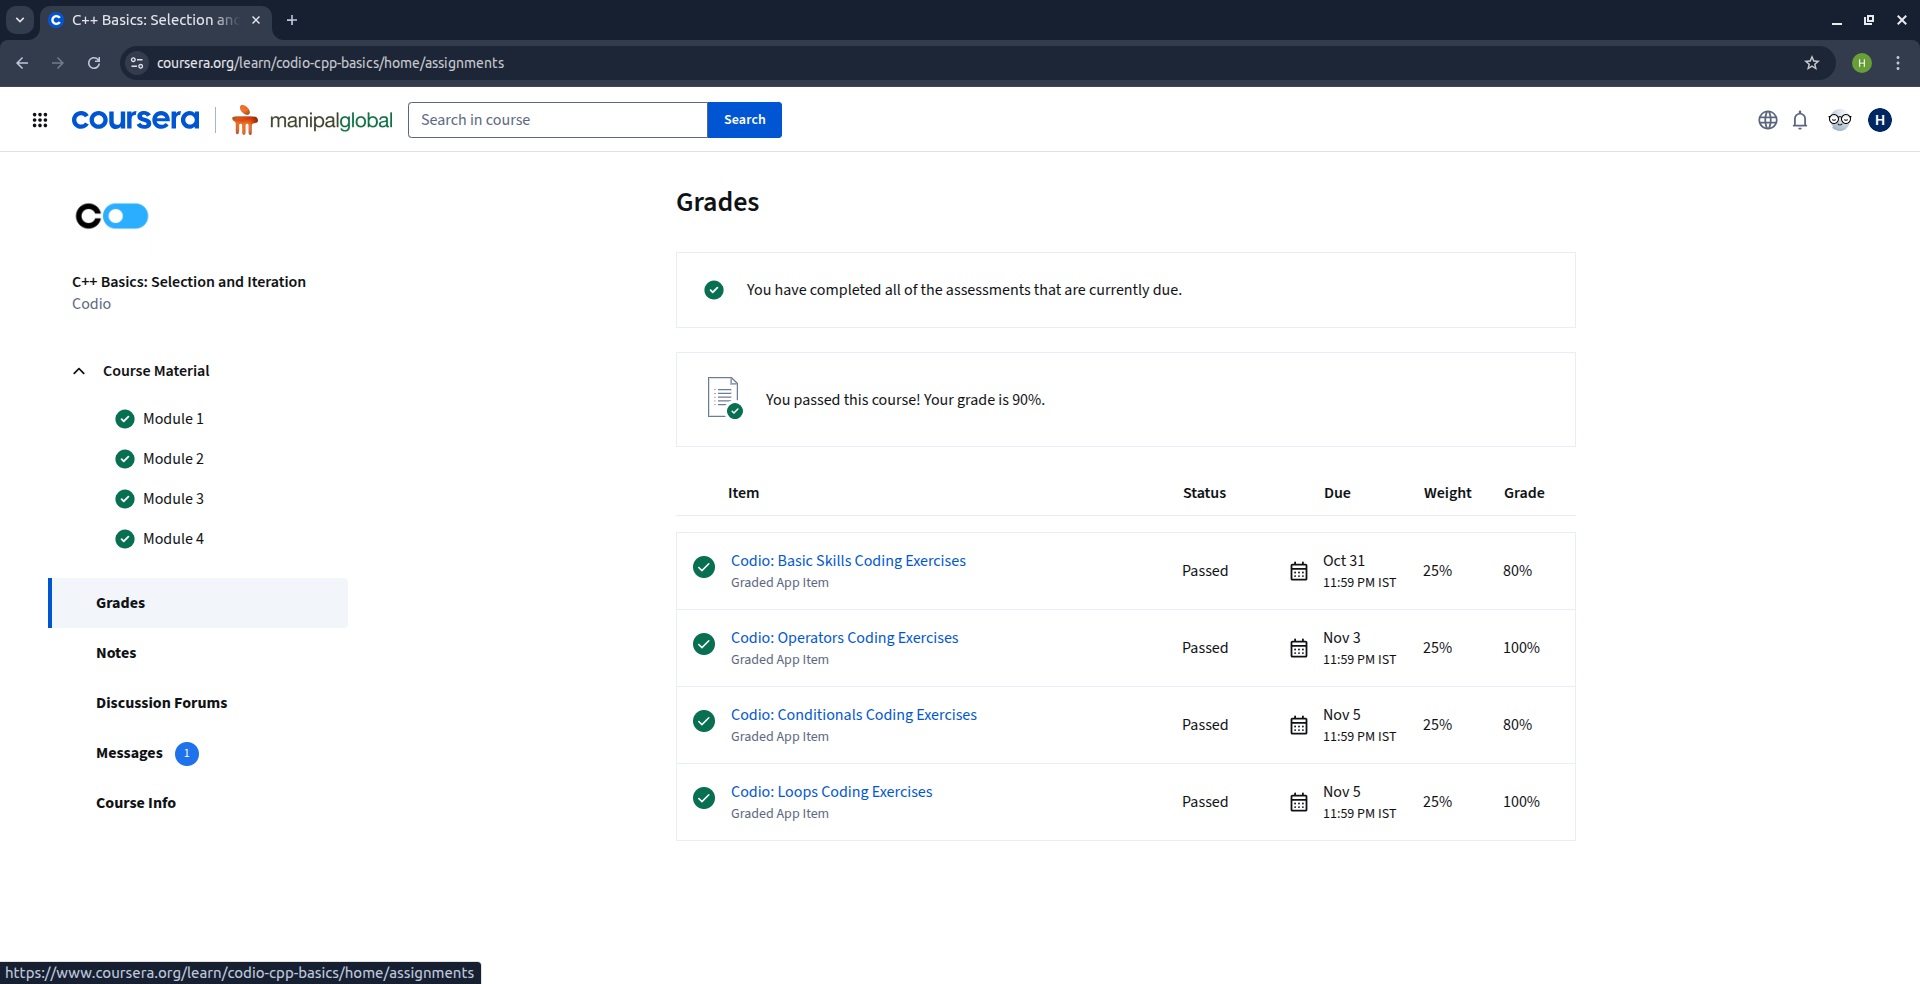 C++ Basics: Selection an
coursera.org/learn/codio-cpp-basics/home/assignments
H
coursera
manipalglobal
Search in course
Search
H
C
C++ Basics: Selection and Iteration
Codio
Course Material
Module 1
Module 2
Module 3
Module 4
Grades
Notes
Discussion Forums
Messages 1
Course Info
Grades
You have completed all of the assessments that are currently due.
You passed this course! Your grade is 90%.
Item Status Due Weight Grade
Codio: Basic Skills Coding Exercises
Graded App Item
Passed
Oct 31
11:59 PM IST
25%
80%
Codio: Operators Coding Exercises
Graded App Item
Passed
Nov 3
11:59 PM IST
25%
100%
Codio: Conditionals Coding Exercises
Graded App Item
Passed
Nov 5
11:59 PM IST
25%
80%
Codio: Loops Coding Exercises
Graded App Item
Passed
Nov 5
11:59 PM IST
25%
100%
https://www.coursera.org/learn/codio-cpp-basics/home/assignments